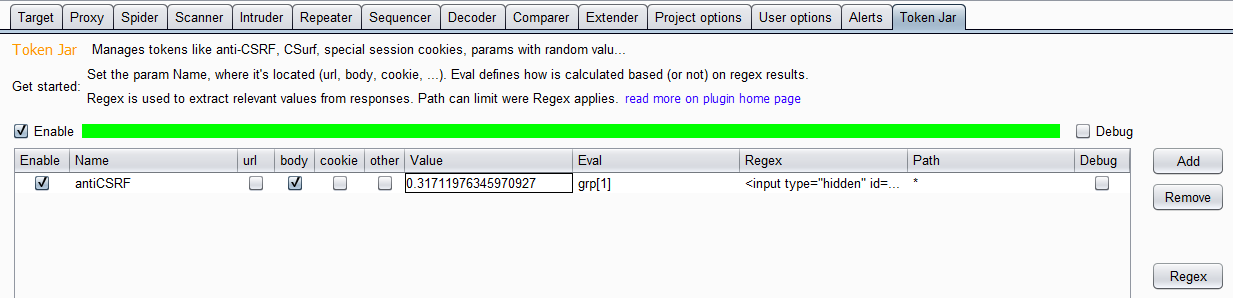 Target Proxy Spider Scanner Intruder Repeater Sequencer Decoder Comparer Extender Project options User options Alerts Token Jar
Token Jar Manages tokens like anti-CSRF, CSurf, special session cookies, params with random valu...
Get started: Set the param Name, where it's located (url, body, cookie, ...). Eval defines how is calculated based (or not) on regex results.
Regex is used to extract relevant values from responses. Path can limit were Regex applies. read more on plugin home page
Enable Debug
Enable Name url body cookie other Value Eval Regex Path Debug Add
antiCSRF 0.31711976345970927 grp[1] <input type="hidden" id=... *
Remove
Regex